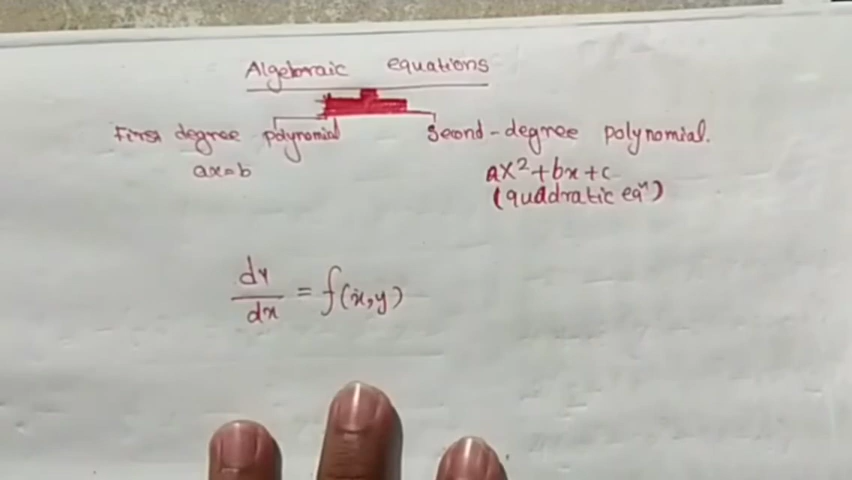 Algebraic equations
First degree polynomial
ax=b
Second-degree polynomial.
ax²+bx+c
(quadratic eqⁿ)
dy/dx = f(x,y)